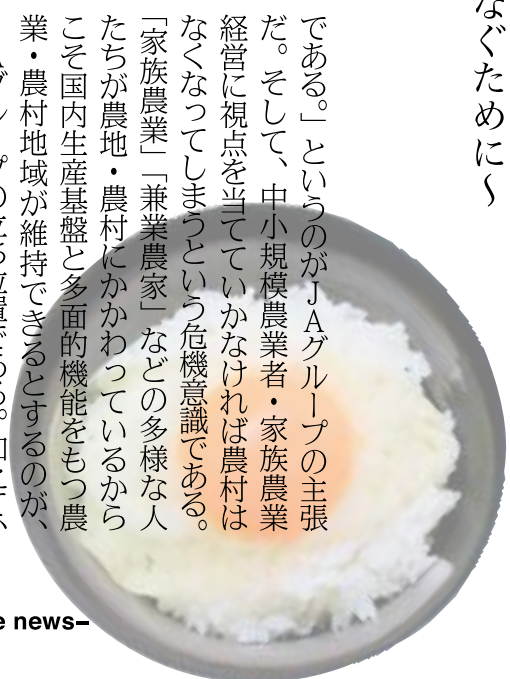 なぐために～
である。」というのがJAグループの主張
だ。そして、中小規模農業者・家族農業
経営に視点を当てていかなければ農村は
なくなってしまうという危機意識である。
「家族農業」「兼業農家」などの多様な人
たちが農地・農村にかかわっているから
こそ国内生産基盤と多面的機能をもつ農
業・農村地域が維持できるとするのが、
e news–